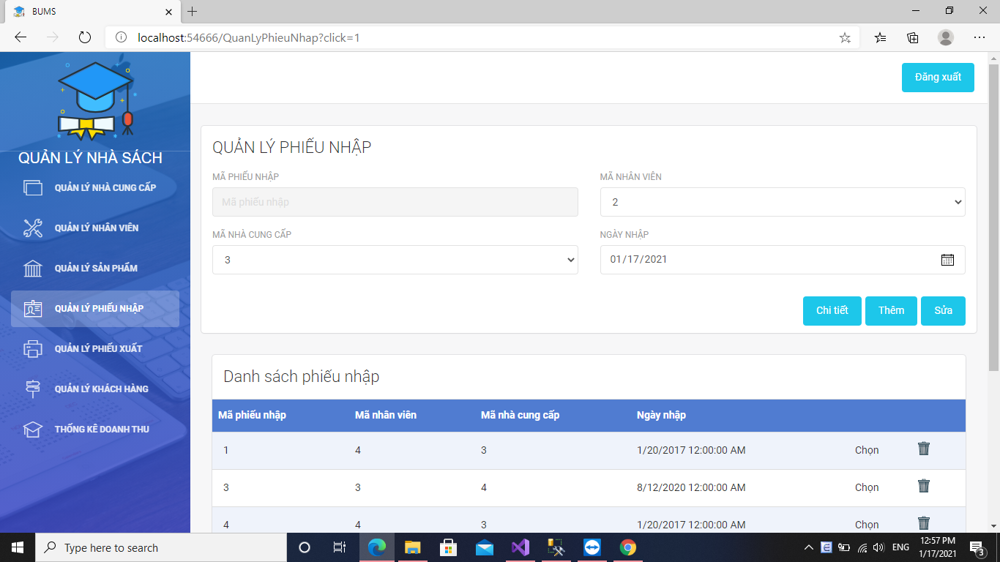 BUMS
localhost:54666/QuanLyPhieuNhap?click=1
Đăng xuất
QUẢN LÝ NHÀ SÁCH
QUẢN LÝ NHÀ CUNG CẤP
QUẢN LÝ NHÂN VIÊN
QUẢN LÝ SẢN PHẨM
QUẢN LÝ PHIẾU NHẬP
QUẢN LÝ PHIẾU XUẤT
QUẢN LÝ KHÁCH HÀNG
THỐNG KÊ DOANH THU
QUẢN LÝ PHIẾU NHẬP
MÃ PHIẾU NHẬP MÃ NHÂN VIÊN
Mã phiếu nhập 2
MÃ NHÀ CUNG CẤP NGÀY NHẬP
3 01/17/2021
Chi tiết Thêm Sửa
Danh sách phiếu nhập
Mã phiếu nhập Mã nhân viên Mã nhà cung cấp Ngày nhập
1 4 3 1/20/2017 12:00:00 AM Chọn
3 3 4 8/12/2020 12:00:00 AM Chọn
4 4 3 1/20/2017 12:00:00 AM Chọn
Type here to search
ENG
12:57 PM
1/17/2021
3